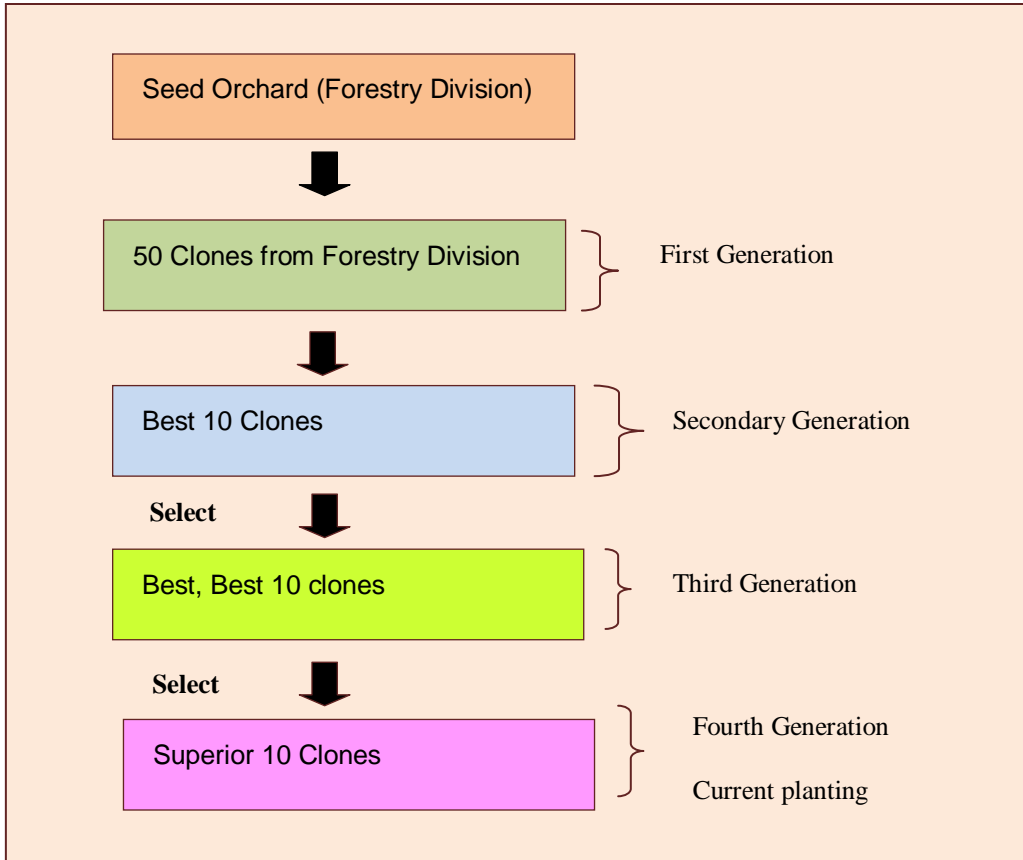 Seed Orchard (Forestry Division)
50 Clones from Forestry Division
First Generation
Best 10 Clones
Secondary Generation
Select
Best, Best 10 clones
Third Generation
Select
Superior 10 Clones
Fourth Generation
Current planting